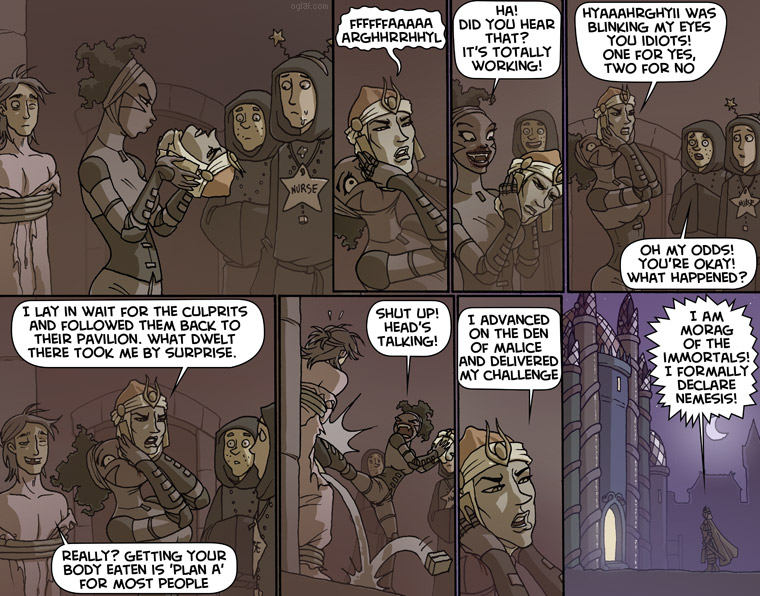 oglaf.com
FFFFFFAAAAA
ARGHHRRHHYL
HA!
DID YOU HEAR
THAT?
IT'S TOTALLY
WORKING!
HYAAAHRGHYII WAS
BLINKING MY EYES
YOU IDIOTS!
ONE FOR YES,
TWO FOR NO
NURSE
OH MY ODDS!
YOU'RE OKAY!
WHAT HAPPENED?
I LAY IN WAIT FOR THE CULPRITS
AND FOLLOWED THEM BACK TO
THEIR PAVILION. WHAT DWELT
THERE TOOK ME BY SURPRISE.
REALLY? GETTING YOUR
BODY EATEN IS 'PLAN A'
FOR MOST PEOPLE
SHUT UP!
HEAD'S
TALKING!
I ADVANCED
ON THE DEN
OF MALICE
AND DELIVERED
MY CHALLENGE
I AM
MORAG
OF THE
IMMORTALS!
I FORMALLY
DECLARE
NEMESIS!